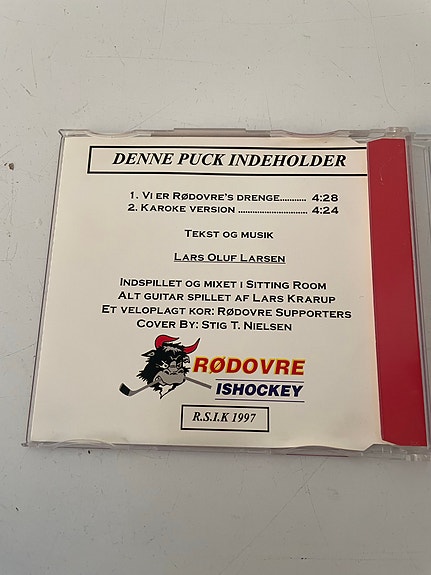 DENNE PUCK INDEHOLDER
1. VI ER RØDOVRE'S DRENGE........... 4:28
2. KAROKE VERSION ............................ 4:24
TEKST OG MUSIK
LARS OLUF LARSEN
INDSPILLET OG MIXET I SITTING ROOM
ALT GUITAR SPILLET AF LARS KRARUP
ET VELOPLAGT KOR: RØDOVRE SUPPORTERS
COVER BY: STIG T. NIELSEN
RØDOVRE
ISHOCKEY
R.S.I.K 1997